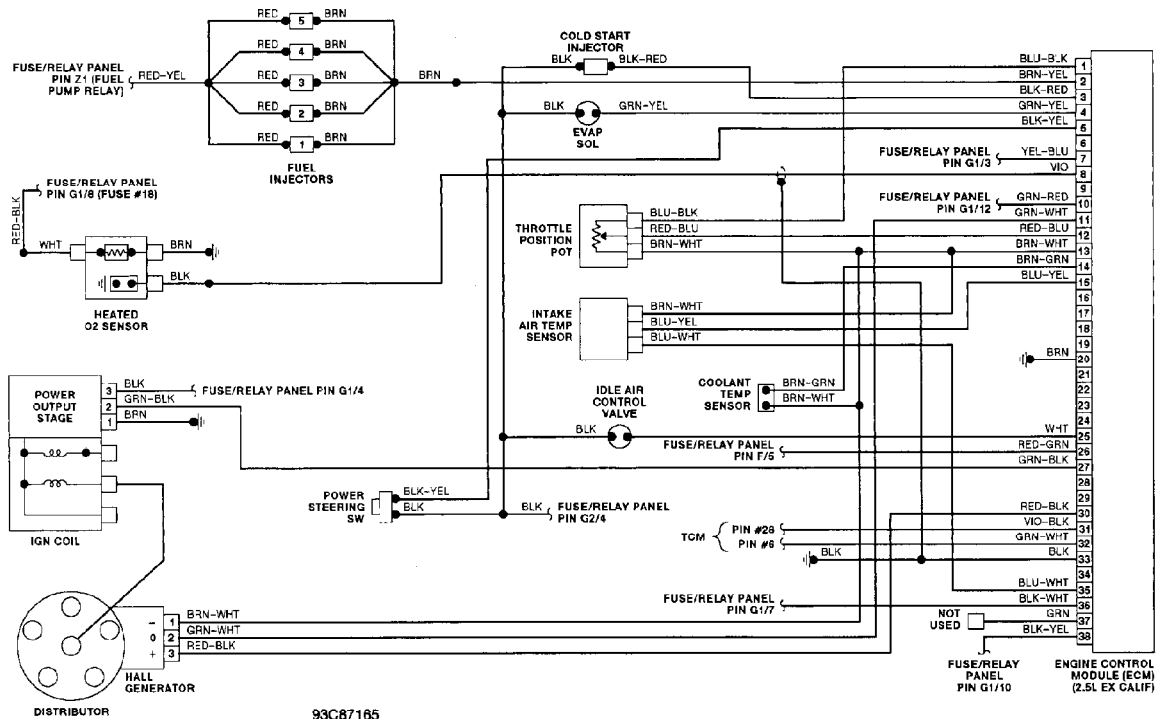 RED 5 BRN
RED 4 BRN
RED 3 BRN
RED 2 BRN
RED 1 BRN
FUEL
INJECTORS
FUSE/RELAY PANEL
PIN Z1 (FUEL
PUMP RELAY)
RED-YEL
BRN
COLD START
INJECTOR
BLK BLK-RED
BLK GRN-YEL
EVAP
SOL
FUSE/RELAY PANEL
PIN G1/8 (FUSE #18)
RED-BLK
WHT
BRN
BLK
HEATED
O2 SENSOR
THROTTLE
POSITION
POT
BLU-BLK
RED-BLU
BRN-WHT
INTAKE
AIR TEMP
SENSOR
BRN-WHT
BLU-YEL
BLU-WHT
COOLANT
TEMP
SENSOR
BRN-GRN
BRN-WHT
IDLE AIR
CONTROL
VALVE
BLK
POWER
OUTPUT
STAGE
3 BLK
2 GRN-BLK
1 BRN
FUSE/RELAY PANEL PIN G1/4
IGN COIL
POWER
STEERING
SW
BLK-YEL
BLK
BLK
FUSE/RELAY PANEL
PIN G2/4
FUSE/RELAY PANEL
PIN G1/3
FUSE/RELAY PANEL
PIN G1/12
FUSE/RELAY PANEL
PIN F/6
TCM
PIN #28
PIN #6
BLK
FUSE/RELAY PANEL
PIN G1/7
NOT
USED
FUSE/RELAY
PANEL
PIN G1/10
BLU-BLK 1
BRN-YEL 2
BLK-RED 3
GRN-YEL 4
BLK-YEL 5
6
YEL-BLU 7
VIO 8
9
GRN-RED 10
GRN-WHT 11
RED-BLU 12
BRN-WHT 13
BRN-GRN 14
BLU-YEL 15
16
17
18
19
BRN 20
21
22
23
24
WHT 25
RED-GRN 26
GRN-BLK 27
28
29
RED-BLK 30
VIO-BLK 31
GRN-WHT 32
BLK 33
34
BLU-WHT 35
BLK-WHT 36
GRN 37
BLK-YEL 38
ENGINE CONTROL
MODULE (ECM)
(2.5L EX CALIF)
- 1 BRN-WHT
0 2 GRN-WHT
+ 3 RED-BLK
HALL
GENERATOR
DISTRIBUTOR
93C87165